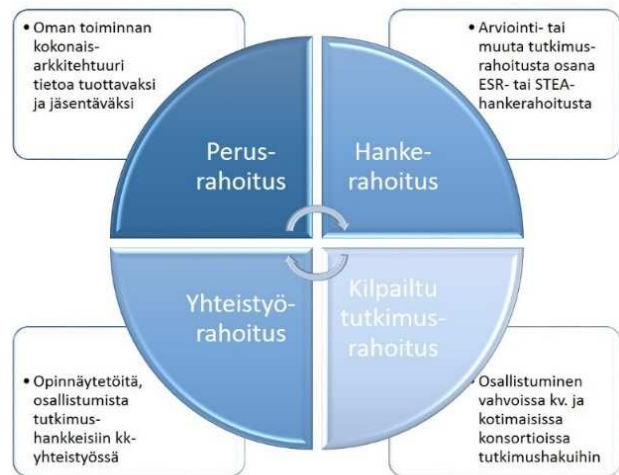 • Oman toiminnan
kokonais-
arkkitehtuuri
tietoa tuottavaksi
ja jäsentäväksi
• Arviointi- tai
muuta tutkimus-
rahoitusta osana
ESR- tai STEA-
hankerahoitusta
Perus-
rahoitus
Hanke-
rahoitus
Yhteistyö-
rahoitus
Kilpailtu
tutkimus-
rahoitus
• Opinnäytetöitä,
osallistumista
tutkimus-
hankkeisiin kk-
yhteistyössä
• Osallistuminen
vahvoissa kv. ja
kotimaisissa
konsortioissa
tutkimushakuihin